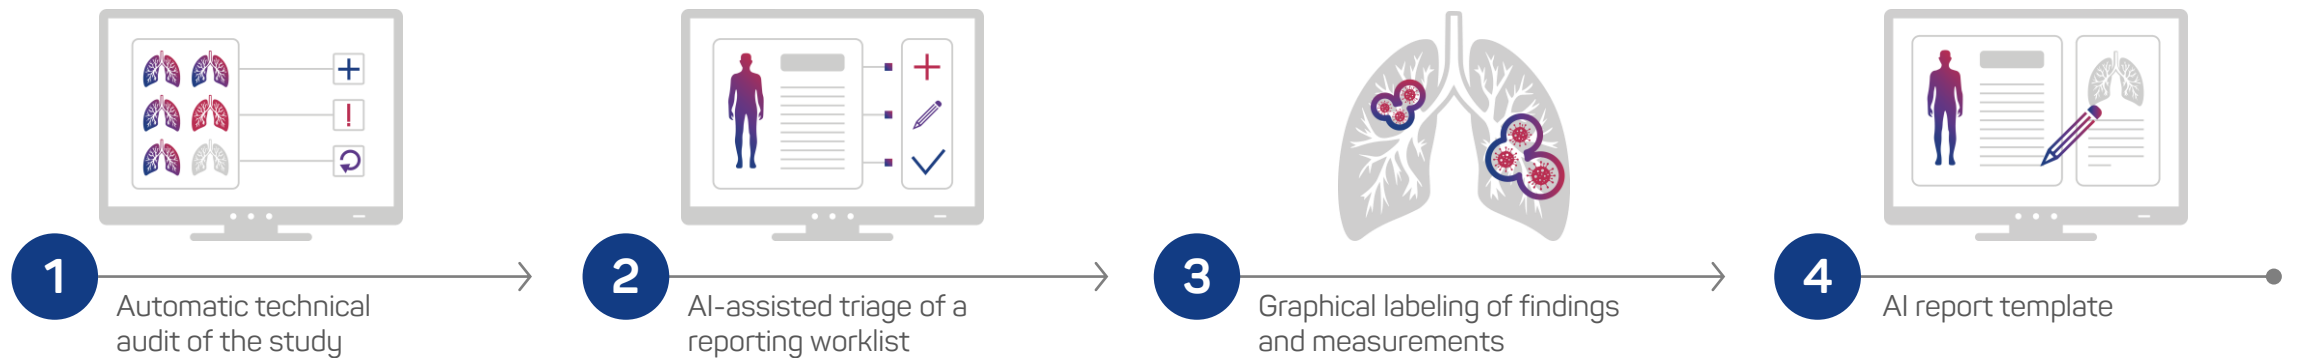 1
Automatic technical
audit of the study
2
AI-assisted triage of a
reporting worklist
3
Graphical labeling of findings
and measurements
4
AI report template